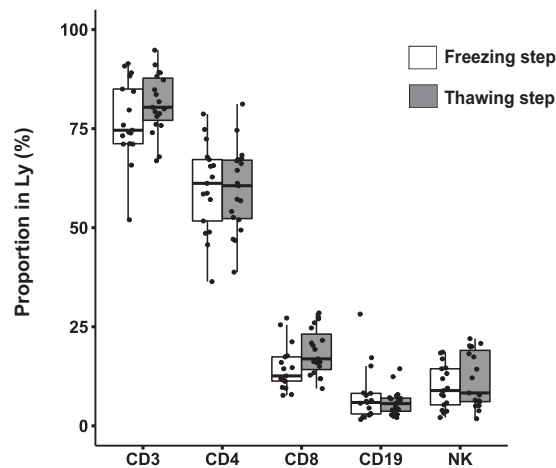 Proportion in Ly (%)
100
75
50
25
0
Freezing step
Thawing step
CD3 CD4 CD8 CD19 NK